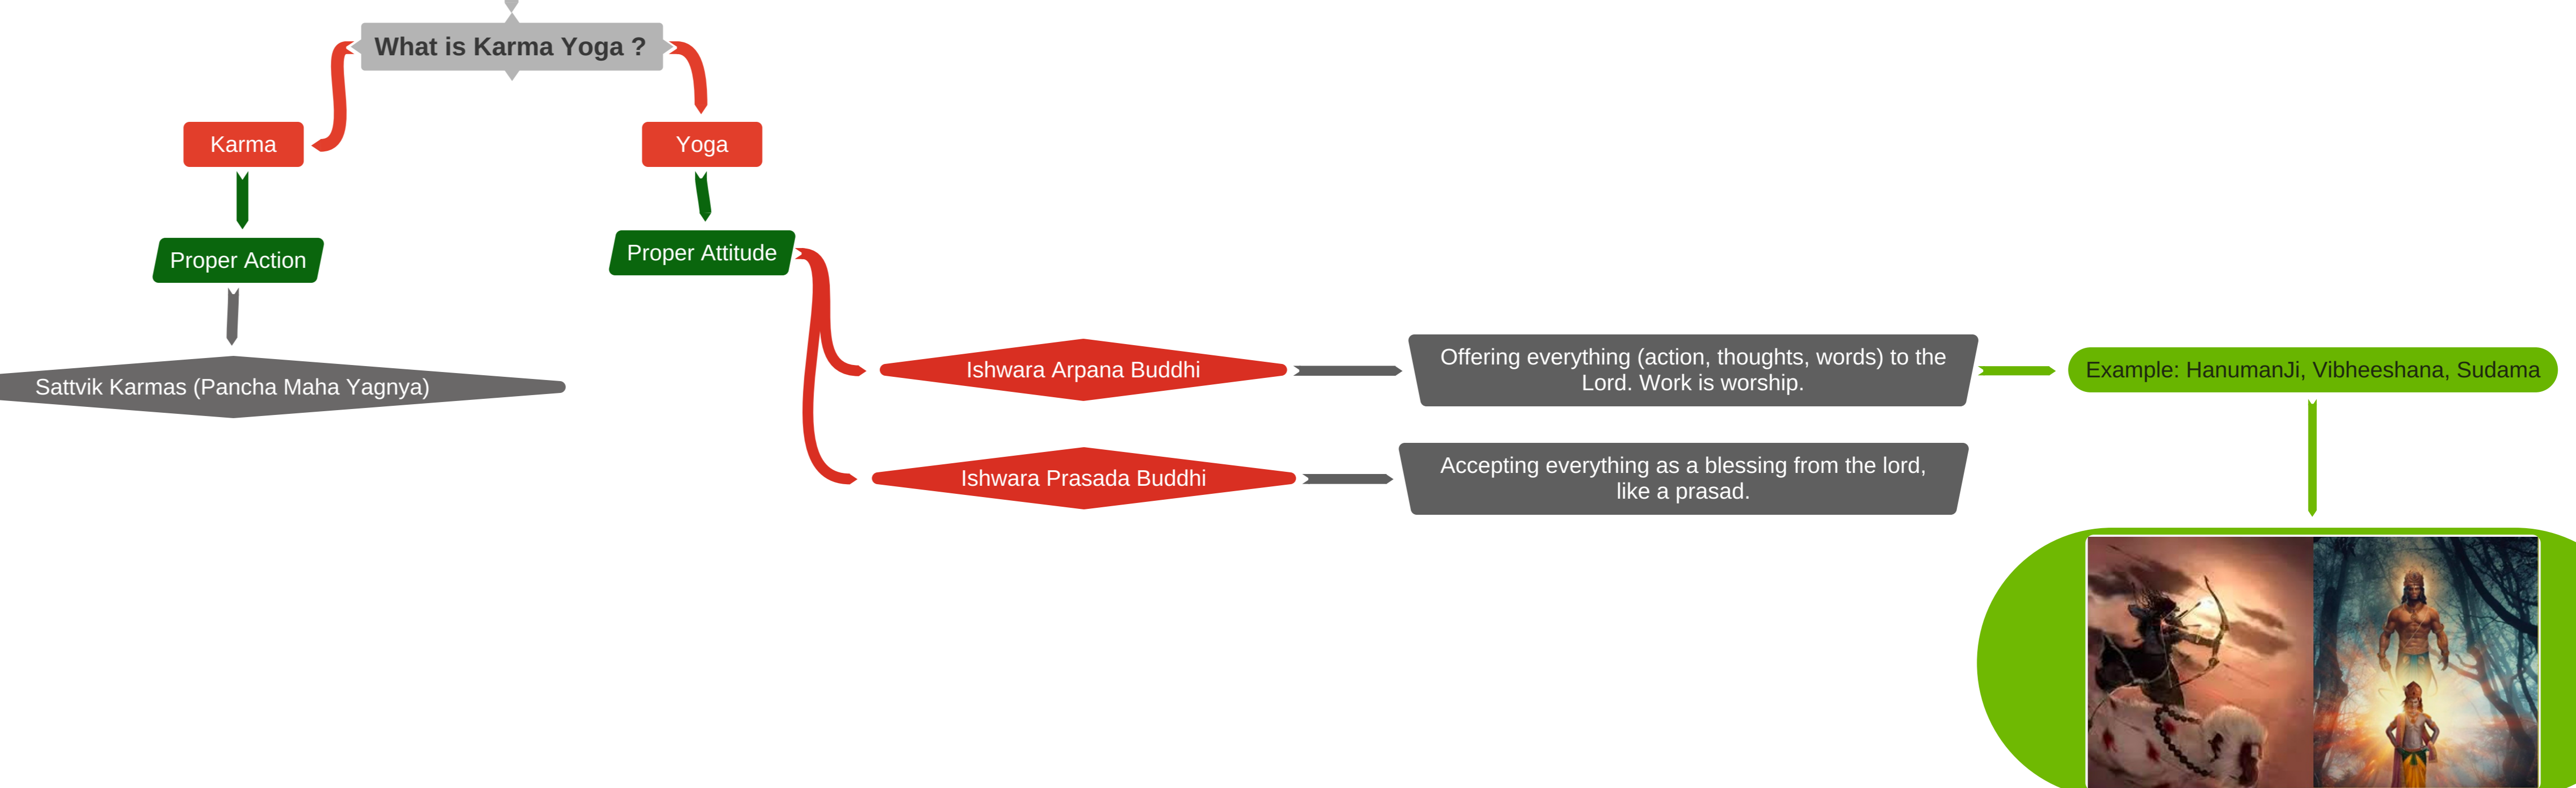 What is Karma Yoga ?
Karma
Yoga
Proper Action
Proper Attitude
Sattvik Karmas (Pancha Maha Yagnya)
Ishwara Arpana Buddhi
Offering everything (action, thoughts, words) to the
Lord. Work is worship.
Example: HanumanJi, Vibheeshana, Sudama
Ishwara Prasada Buddhi
Accepting everything as a blessing from the lord,
like a prasad.